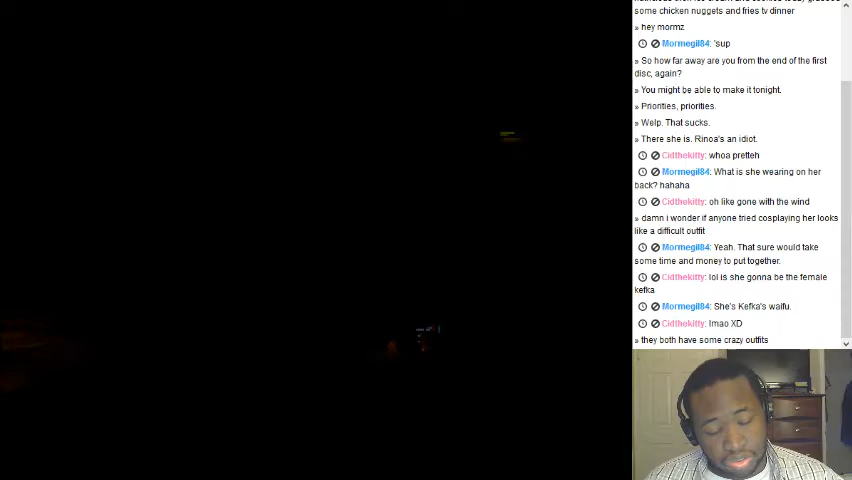 some chicken nuggets and fries tv dinner
» hey mormz
Mormegil84: 'sup
» So how far away are you from the end of the first
disc, again?
» You might be able to make it tonight.
» Priorities, priorities.
» Welp. That sucks.
» There she is. Rinoa's an idiot.
Cidthekitty: whoa pretteh
Mormegil84: What is she wearing on her
back? hahaha
Cidthekitty: oh like gone with the wind
» damn i wonder if anyone tried cosplaying her looks
like a difficult outfit
Mormegil84: Yeah. That sure would take
some time and money to put together.
Cidthekitty: lol is she gonna be the female
kefka
Mormegil84: She's Kefka's waifu.
Cidthekitty: lmao XD
» they both have some crazy outfits